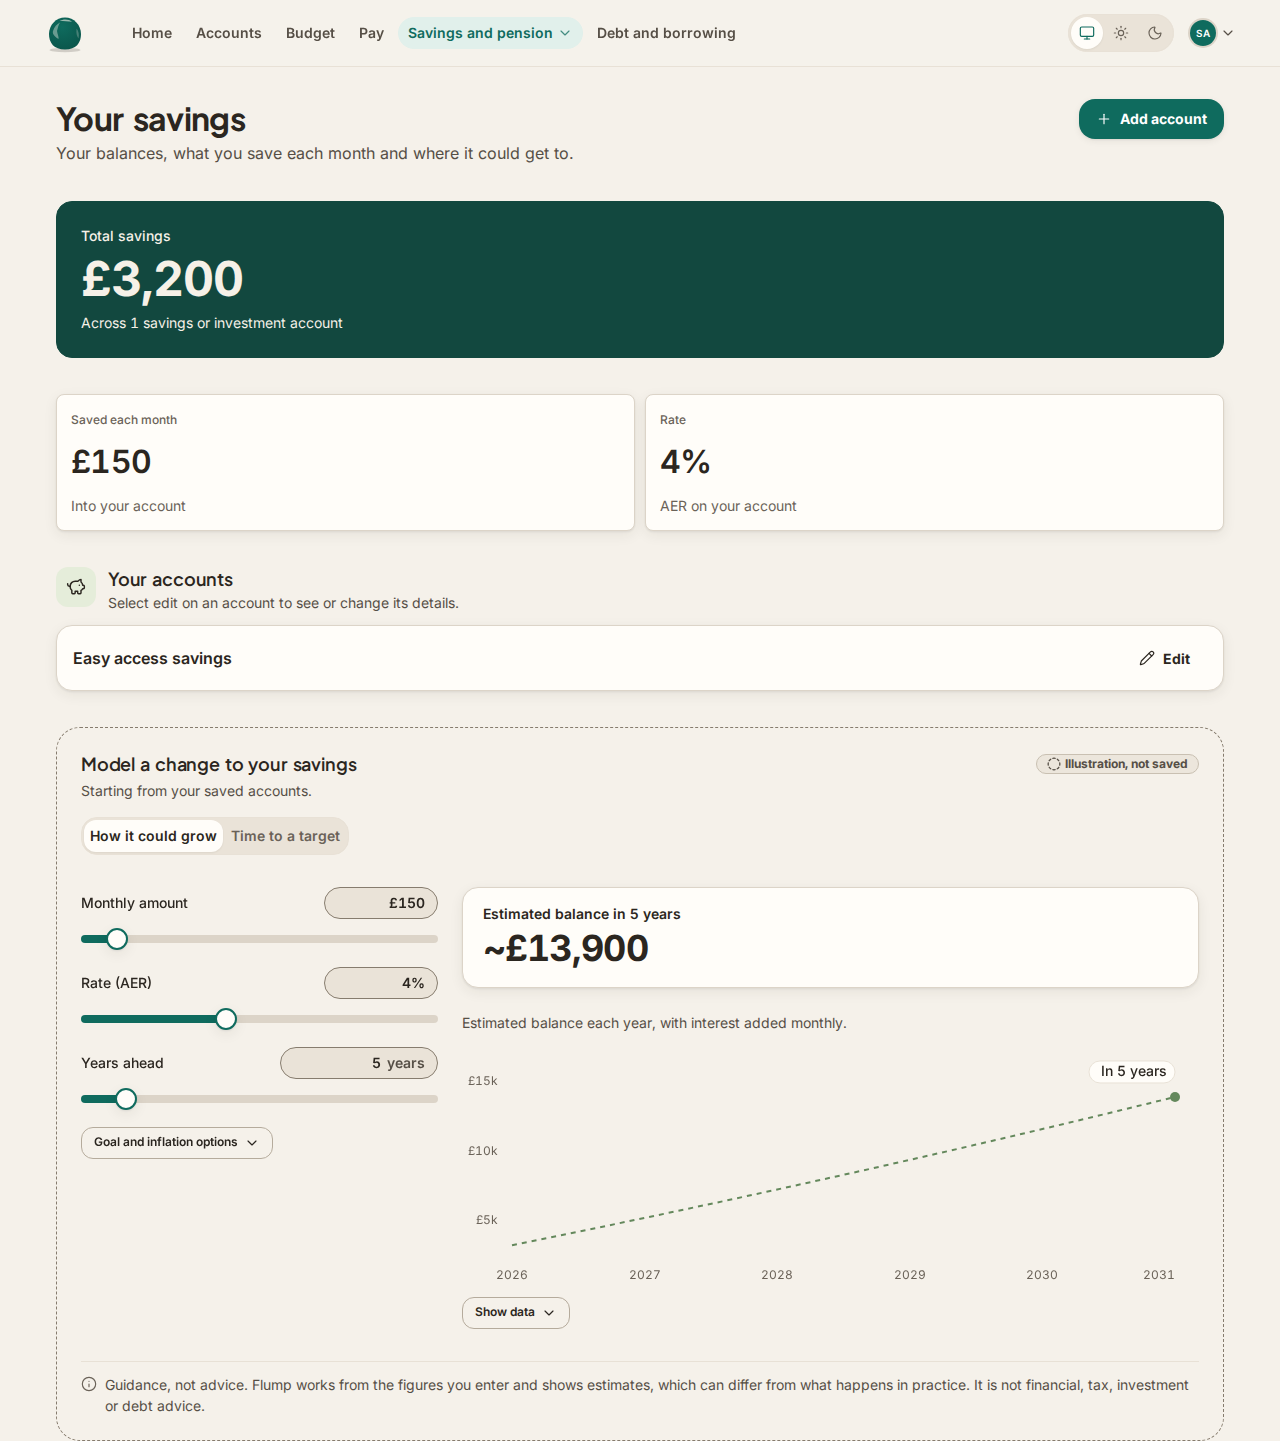 Home
Accounts
Budget
Pay
Savings and pension
Debt and borrowing
SA
Your savings
Your balances, what you save each month and where it could get to.
Add account
Total savings
£3,200
Across 1 savings or investment account
Saved each month
£150
Into your account
Rate
4%
AER on your account
Your accounts
Select edit on an account to see or change its details.
Easy access savings
Edit
Model a change to your savings
Starting from your saved accounts.
Illustration, not saved
How it could grow
Time to a target
Monthly amount
£150
Rate (AER)
4%
Years ahead
5 years
Goal and inflation options
Estimated balance in 5 years
~£13,900
Estimated balance each year, with interest added monthly.
In 5 years
£15k
£10k
£5k
2026
2027
2028
2029
2030
2031
Show data
Guidance, not advice. Flump works from the figures you enter and shows estimates, which can differ from what happens in practice. It is not financial, tax, investment
or debt advice.